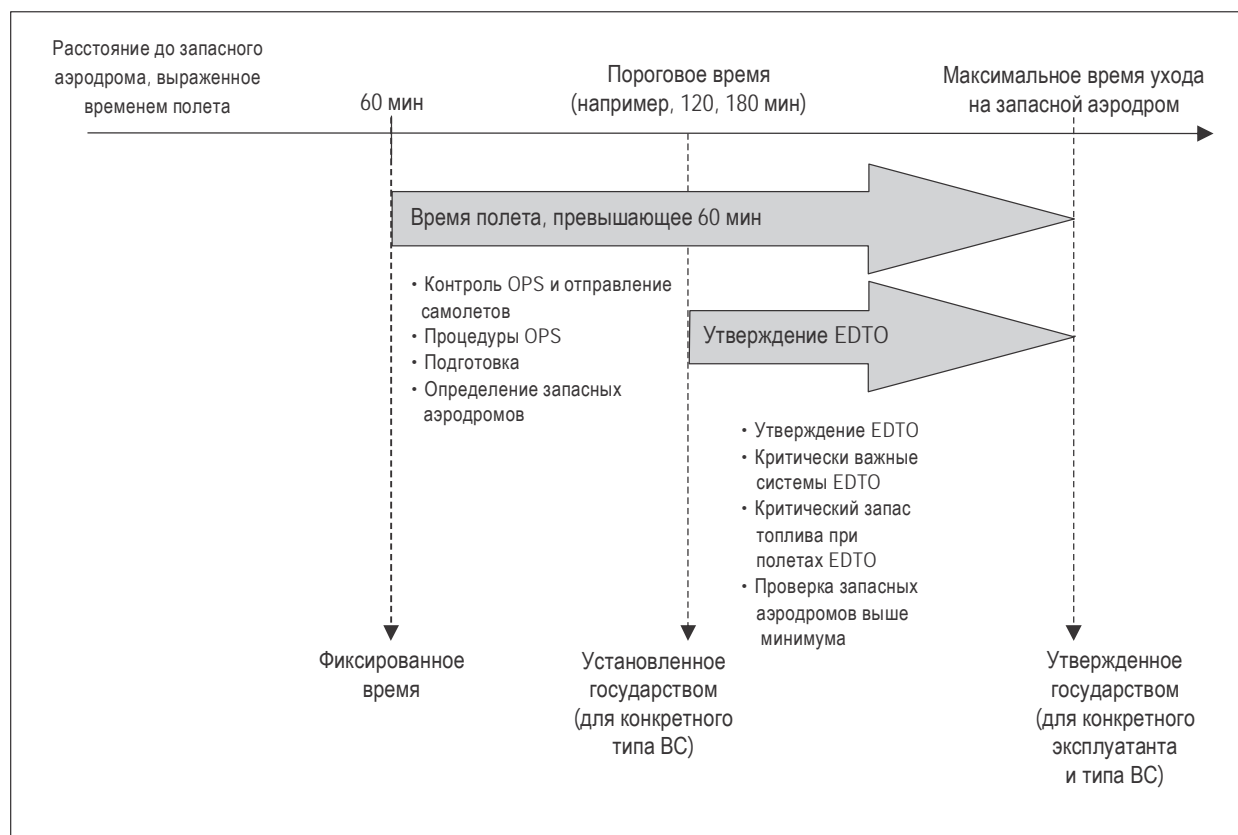 Расстояние до запасного
аэродрома, выраженное
временем полета
60 мин
Пороговое время
(например, 120, 180 мин)
Максимальное время ухода
на запасной аэродром
Время полета, превышающее 60 мин
• Контроль OPS и отправление
самолетов
• Процедуры OPS
• Подготовка
• Определение запасных
аэродромов
Утверждение EDTO
• Утверждение EDTO
• Критически важные
системы EDTO
• Критический запас
топлива при
полетах EDTO
• Проверка запасных
аэродромов выше
минимума
Фиксированное
время
Установленное
государством
(для конкретного
типа ВС)
Утвержденное
государством
(для конкретного
эксплуатанта
и типа ВС)